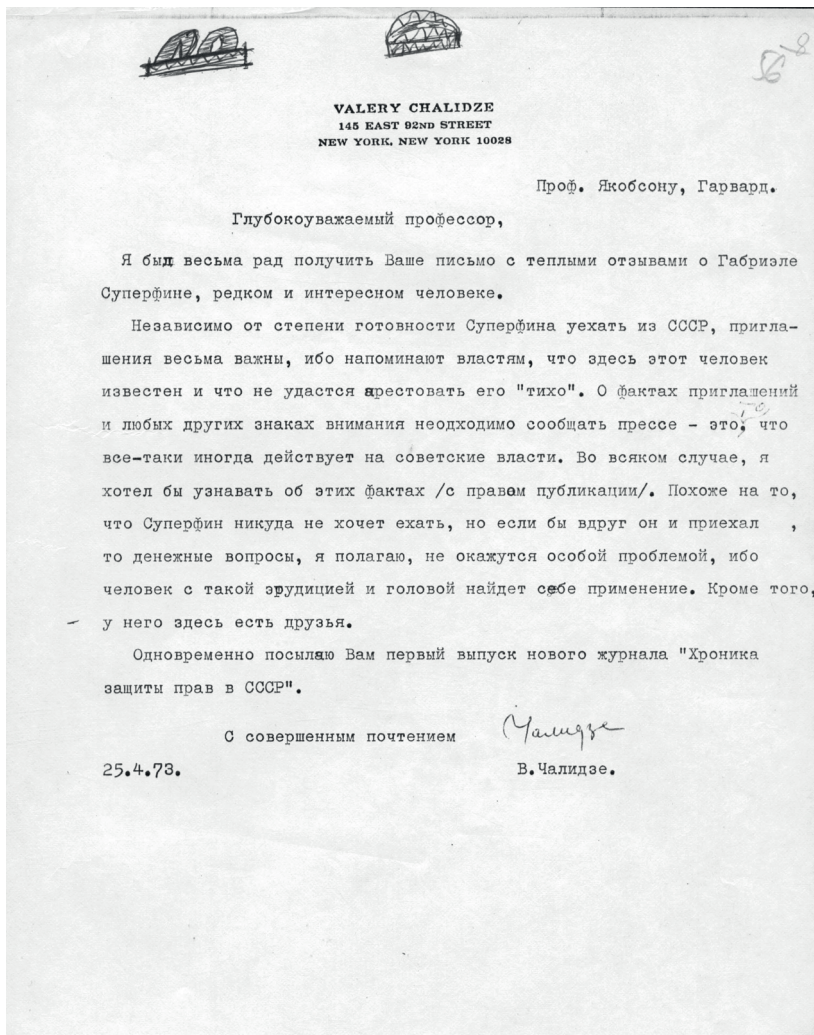 56-8
VALERY CHALIDZE
145 EAST 92ND STREET
NEW YORK, NEW YORK 10028
Проф. Якобсону, Гарвард.
Глубокоуважаемый профессор,
Я был весьма рад получить Ваше письмо с теплыми отзывами о Габриэле
Суперфине, редком и интересном человеке.
Независимо от степени готовности Суперфина уехать из СССР, пригла-
шения весьма важны, ибо напоминают властям, что здесь этот человек
известен и что не удастся арестовать его "тихо". О фактах приглашений
и любых других знаках внимания неодходимо сообщать прессе - это, то что
все-таки иногда действует на советские власти. Во всяком случае, я
хотел бы узнавать об этих фактах /с правом публикации/. Похоже на то,
что Суперфин никуда не хочет ехать, но если бы вдруг он и приехал ,
то денежные вопросы, я полагаю, не окажутся особой проблемой, ибо
человек с такой эрудицией и головой найдет себе применение. Кроме того,
у него здесь есть друзья.
Одновременно посылаю Вам первый выпуск нового журнала "Хроника
защиты прав в СССР".
С совершенным почтением Чалидзе
25.4.73. В.Чалидзе.